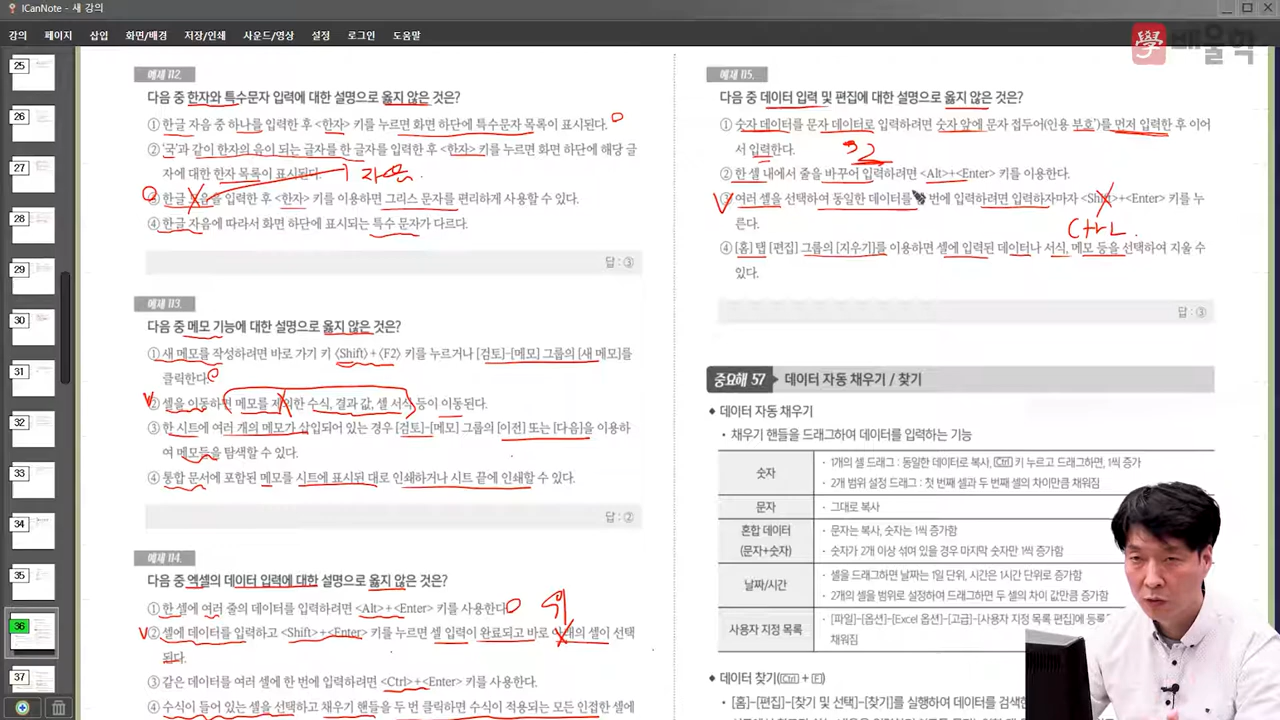 ICanNote - 새 강의
강의 페이지 삽입 화면/배경 저장/인쇄 사운드/영상 설정 로그인 도움말
學 배울학
25
26
27
28
29
30
31
32
33
34
35
36
37
예제 112.
다음 중 한자와 특수문자 입력에 대한 설명으로 옳지 않은 것은?
① 한글 자음 중 하나를 입력한 후 <한자> 키를 누르면 화면 하단에 특수문자 목록이 표시된다.
② '국'과 같이 한자의 음이 되는 글자를 한 글자를 입력한 후 <한자> 키를 누르면 화면 하단에 해당 글
자에 대한 한자 목록이 표시된다.
자음
③ 한글 모음을 입력한 후 <한자> 키를 이용하면 그리스 문자를 편리하게 사용할 수 있다.
④ 한글 자음에 따라서 화면 하단에 표시되는 특수 문자가 다르다.
답 : ③
예제 113.
다음 중 메모 기능에 대한 설명으로 옳지 않은 것은?
① 새 메모를 작성하려면 바로 가기 키 <Shift>+<F2> 키를 누르거나 [검토]-[메모] 그룹의 [새 메모]를
클릭한다.
② 셀을 이동하면 메모를 제외한 수식, 결과 값, 셀 서식 등이 이동된다.
③ 한 시트에 여러 개의 메모가 삽입되어 있는 경우 [검토]-[메모] 그룹의 [이전] 또는 [다음]을 이용하
여 메모들을 탐색할 수 있다.
④ 통합 문서에 포함된 메모를 시트에 표시된 대로 인쇄하거나 시트 끝에 인쇄할 수 있다.
답 : ②
예제 114.
다음 중 엑셀의 데이터 입력에 대한 설명으로 옳지 않은 것은?
① 한 셀에 여러 줄의 데이터를 입력하려면 <Alt>+<Enter> 키를 사용한다.
위
② 셀에 데이터를 입력하고 <Shift>+<Enter> 키를 누르면 셀 입력이 완료되고 바로 아래의 셀이 선택
된다.
③ 같은 데이터를 여러 셀에 한 번에 입력하려면 <Ctrl>+<Enter> 키를 사용한다.
④ 수식이 들어 있는 셀을 선택하고 채우기 핸들을 두 번 클릭하면 수식이 적용되는 모든 인접한 셀에
예제 115.
다음 중 데이터 입력 및 편집에 대한 설명으로 옳지 않은 것은?
① 숫자 데이터를 문자 데이터로 입력하려면 숫자 앞에 문자 접두어(인용 부호')를 먼저 입력한 후 이어
서 입력한다.
② 한 셀 내에서 줄을 바꾸어 입력하려면 <Alt>+<Enter> 키를 이용한다.
③ 여러 셀을 선택하여 동일한 데이터를 번에 입력하려면 입력하자마자 <Shift>+<Enter> 키를 누
른다.
Ctrl
④ [홈] 탭 [편집] 그룹의 [지우기]를 이용하면 셀에 입력된 데이터나 서식, 메모 등을 선택하여 지울 수
있다.
답 : ③
중요해 57 데이터 자동 채우기 / 찾기
◆ 데이터 자동 채우기
• 채우기 핸들을 드래그하여 데이터를 입력하는 기능
숫자
· 1개의 셀 드래그 : 동일한 데이터로 복사, Ctrl 키 누르고 드래그하면, 1씩 증가
· 2개 범위 설정 드래그 : 첫 번째 셀과 두 번째 셀의 차이만큼 채워짐
문자
· 그대로 복사
혼합 데이터
(문자+숫자)
· 문자는 복사, 숫자는 1씩 증가함
· 숫자가 2개 이상 섞여 있을 경우 마지막 숫자만 1씩 증가함
날짜/시간
· 셀을 드래그하면 날짜는 1일 단위, 시간은 1시간 단위로 증가함
· 2개의 셀을 범위로 설정하여 드래그하면 두 셀의 차이 값만큼 증가함
사용자 지정 목록
· [파일]-[옵션]-[Excel 옵션]-[고급]-[사용자 지정 목록 편집]에 등록
채워짐
◆ 데이터 찾기(Ctrl + F)
• [홈]-[편집]-[찾기 및 선택]-[찾기]를 실행하여 데이터를 검색한